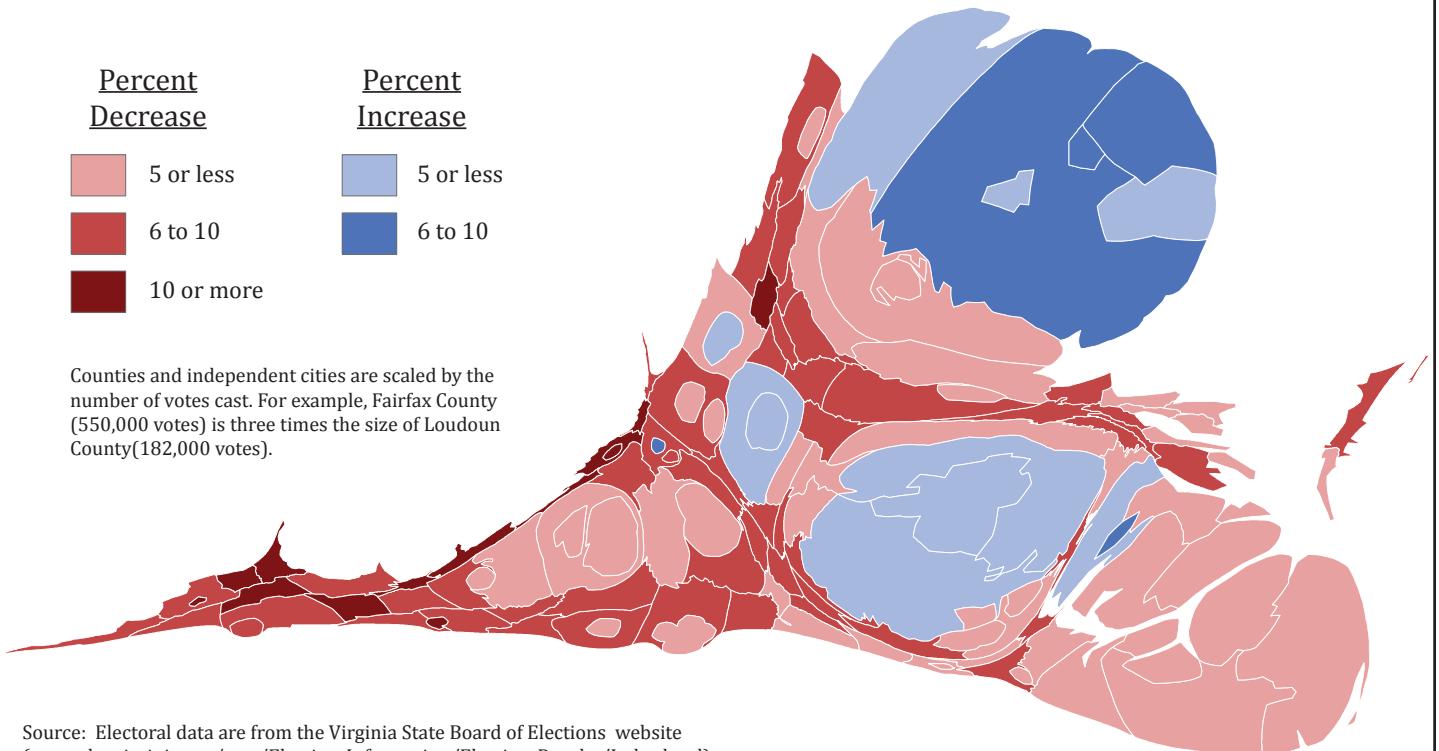 Percent
Decrease
5 or less
6 to 10
10 or more
Percent
Increase
5 or less
6 to 10
Counties and independent cities are scaled by the
number of votes cast. For example, Fairfax County
(550,000 votes) is three times the size of Loudoun
County(182,000 votes).
Source: Electoral data are from the Virginia State Board of Elections website